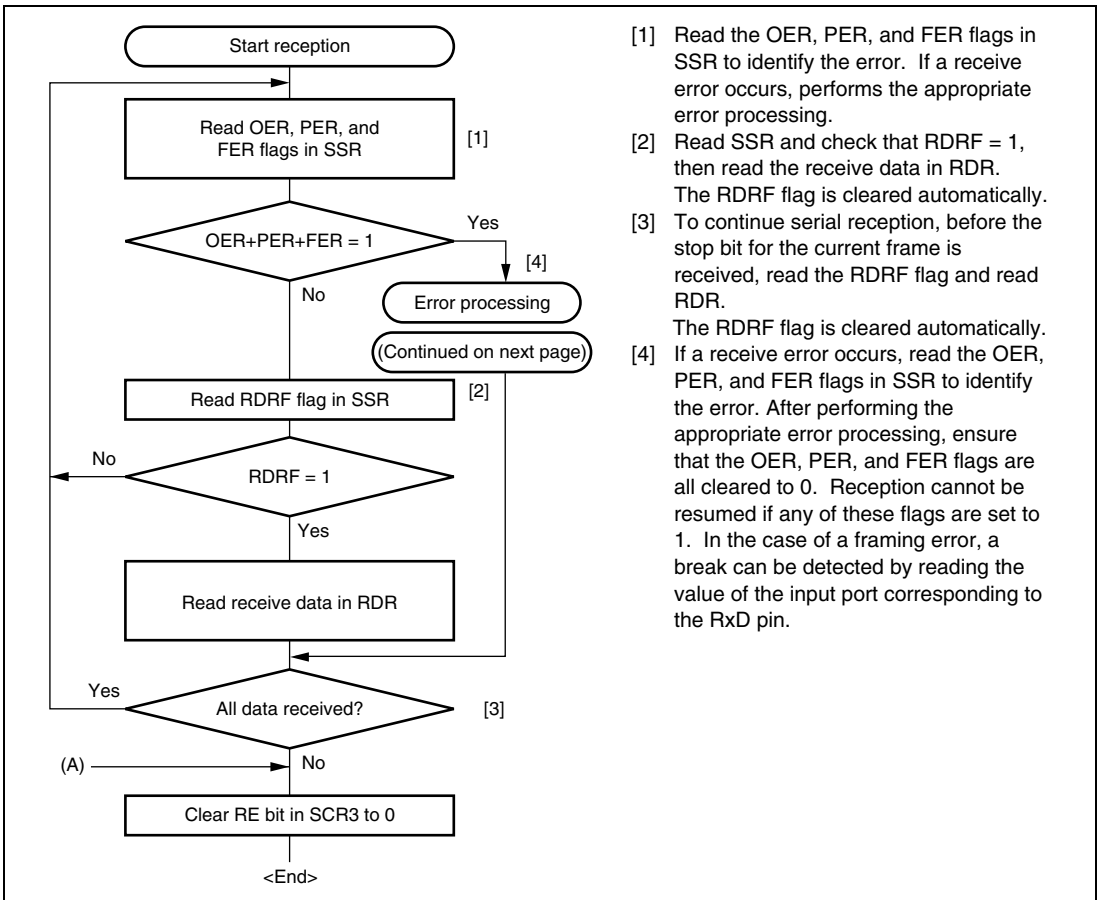 Start reception
Read OER, PER, and
FER flags in SSR
[1]
OER+PER+FER = 1
Yes
[4]
No
Error processing
(Continued on next page)
Read RDRF flag in SSR
[2]
No
RDRF = 1
Yes
Read receive data in RDR
Yes
All data received?
[3]
(A)
No
Clear RE bit in SCR3 to 0
<End>
[1] Read the OER, PER, and FER flags in
SSR to identify the error. If a receive
error occurs, performs the appropriate
error processing.
[2] Read SSR and check that RDRF = 1,
then read the receive data in RDR.
The RDRF flag is cleared automatically.
[3] To continue serial reception, before the
stop bit for the current frame is
received, read the RDRF flag and read
RDR.
The RDRF flag is cleared automatically.
[4] If a receive error occurs, read the OER,
PER, and FER flags in SSR to identify
the error. After performing the
appropriate error processing, ensure
that the OER, PER, and FER flags are
all cleared to 0. Reception cannot be
resumed if any of these flags are set to
1. In the case of a framing error, a
break can be detected by reading the
value of the input port corresponding to
the RxD pin.